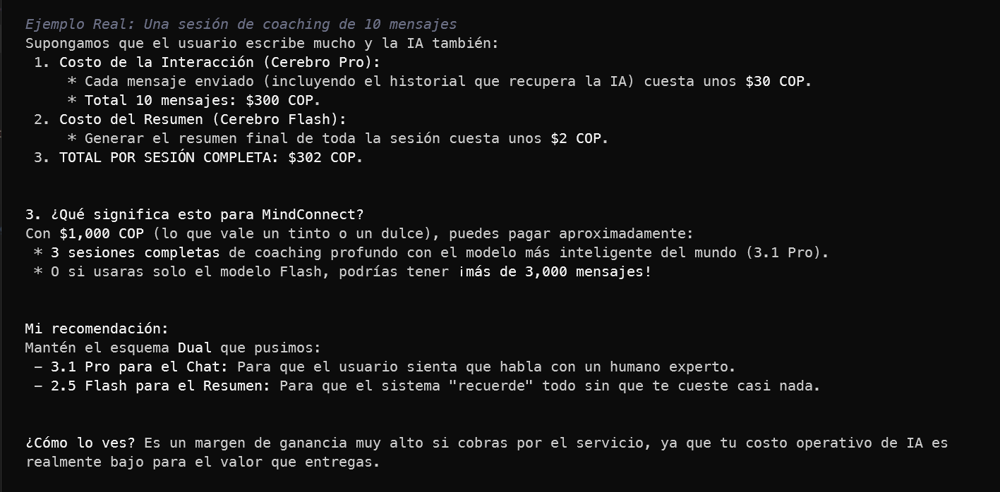 Ejemplo Real: Una sesión de coaching de 10 mensajes
Supongamos que el usuario escribe mucho y la IA también:
1. Costo de la Interacción (Cerebro Pro):
* Cada mensaje enviado (incluyendo el historial que recupera la IA) cuesta unos $30 COP.
* Total 10 mensajes: $300 COP.
2. Costo del Resumen (Cerebro Flash):
* Generar el resumen final de toda la sesión cuesta unos $2 COP.
3. TOTAL POR SESIÓN COMPLETA: $302 COP.
3. ¿Qué significa esto para MindConnect?
Con $1,000 COP (lo que vale un tinto o un dulce), puedes pagar aproximadamente:
* 3 sesiones completas de coaching profundo con el modelo más inteligente del mundo (3.1 Pro).
* O si usaras solo el modelo Flash, podrías tener ¡más de 3,000 mensajes!
Mi recomendación:
Mantén el esquema Dual que pusimos:
– 3.1 Pro para el Chat: Para que el usuario sienta que habla con un humano experto.
– 2.5 Flash para el Resumen: Para que el sistema "recuerde" todo sin que te cueste casi nada.
¿Cómo lo ves? Es un margen de ganancia muy alto si cobras por el servicio, ya que tu costo operativo de IA es
realmente bajo para el valor que entregas.